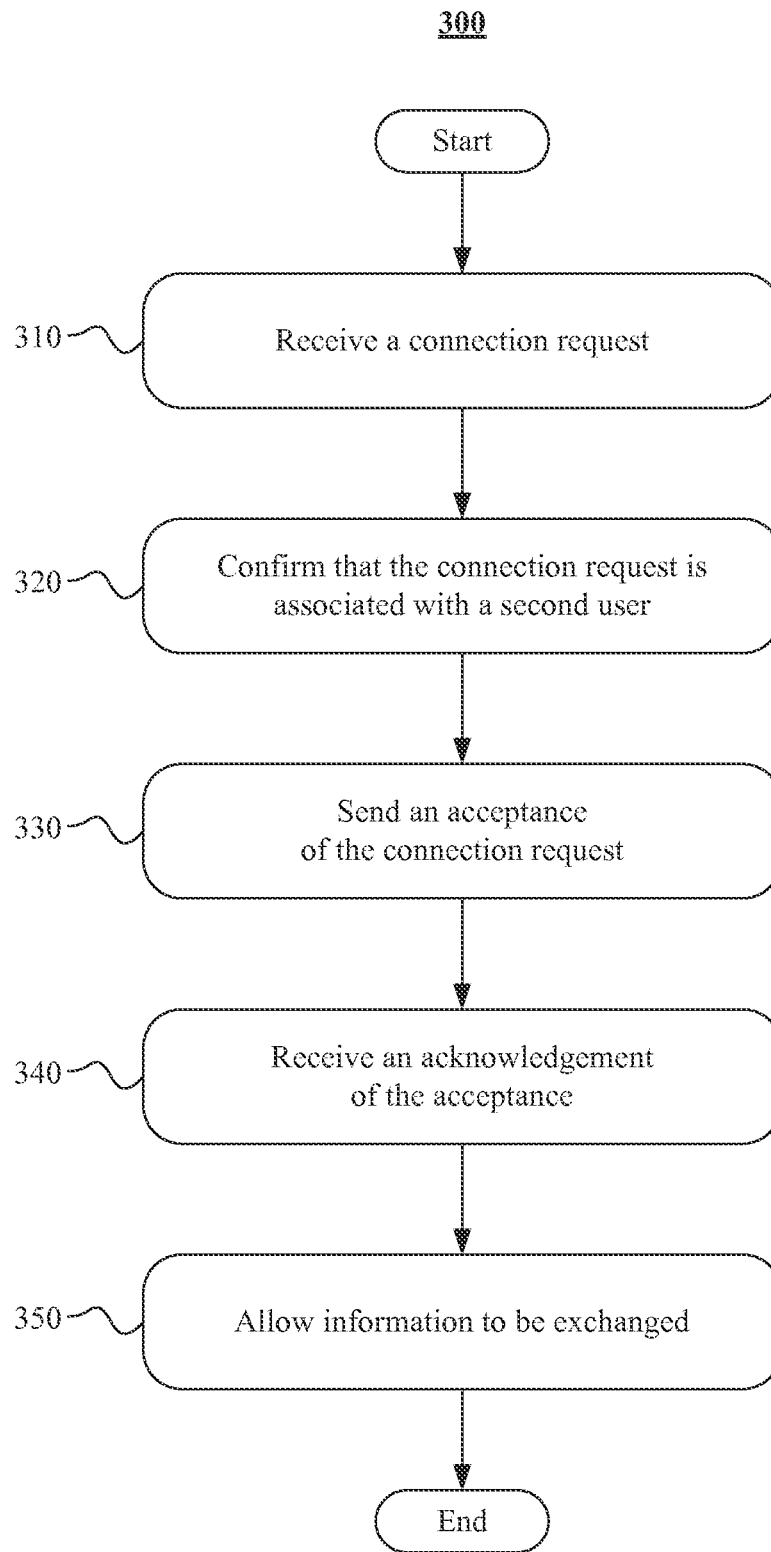 300
Start
310
Receive a connection request
320
Confirm that the connection request is
associated with a second user
330
Send an acceptance
of the connection request
340
Receive an acknowledgement
of the acceptance
350
Allow information to be exchanged
End